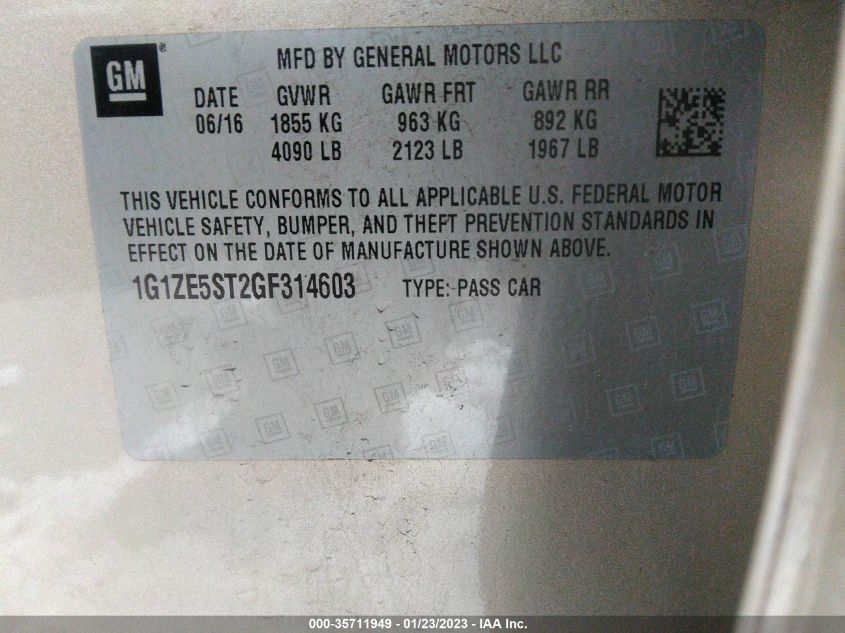 GM ® MFD BY GENERAL MOTORS LLC
DATE GVWR GAWR FRT GAWR RR
06/16 1855 KG 963 KG 892 KG
4090 LB 2123 LB 1967 LB
THIS VEHICLE CONFORMS TO ALL APPLICABLE U.S. FEDERAL MOTOR
VEHICLE SAFETY, BUMPER, AND THEFT PREVENTION STANDARDS IN
EFFECT ON THE DATE OF MANUFACTURE SHOWN ABOVE.
1G1ZE5ST2GF314603 TYPE: PASS CAR
000-35711949 - 01/23/2023 - IAA Inc.